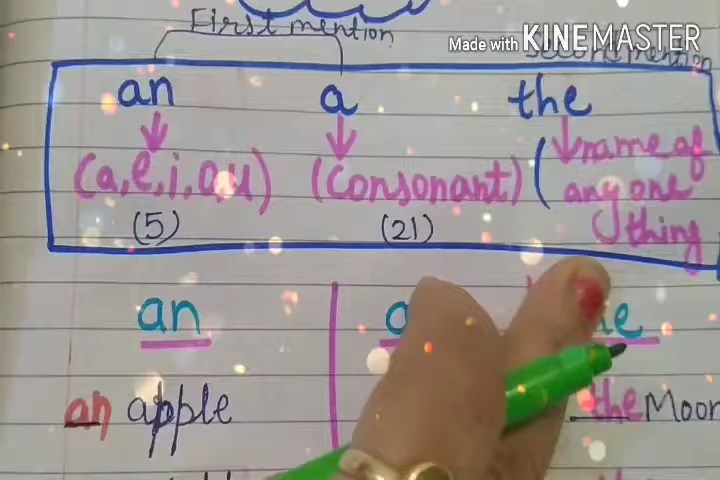 First mention
Made with KINEMASTER
Second mention
an a the
(a,e,i,o,u) (Consonant) (name of
any one
thing
(5) (21)
an
an apple the Moon